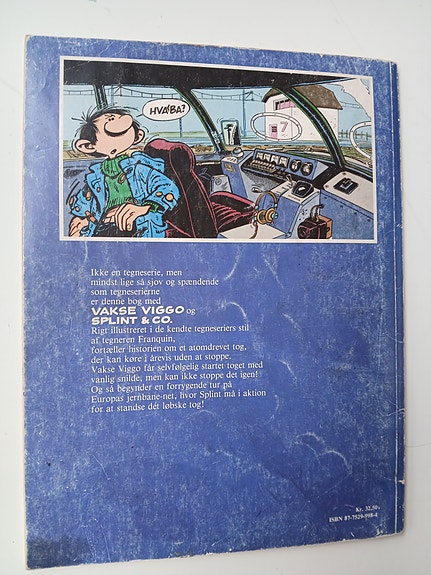 HVA'BA?
7
Ikke en tegneserie, men
mindst lige så sjov og spændende
som tegneserierne
er denne bog med
VAKSE VIGGO og
SPLINT & CO.
Rigt illustreret i de kendte tegneseriers stil
af tegneren Franquin,
fortæller historien om et atomdrevet tog,
der kan køre i årevis uden at stoppe.
Vakse Viggo får selvfølgelig startet toget med
vanlig snilde, men kan ikke stoppe det igen!
Og så begynder en forrygende tur på
Europas jernbane-net, hvor Splint må i aktion
for at standse dét løbske tog!
Kr. 32,50
ISBN 87-7529-998-4